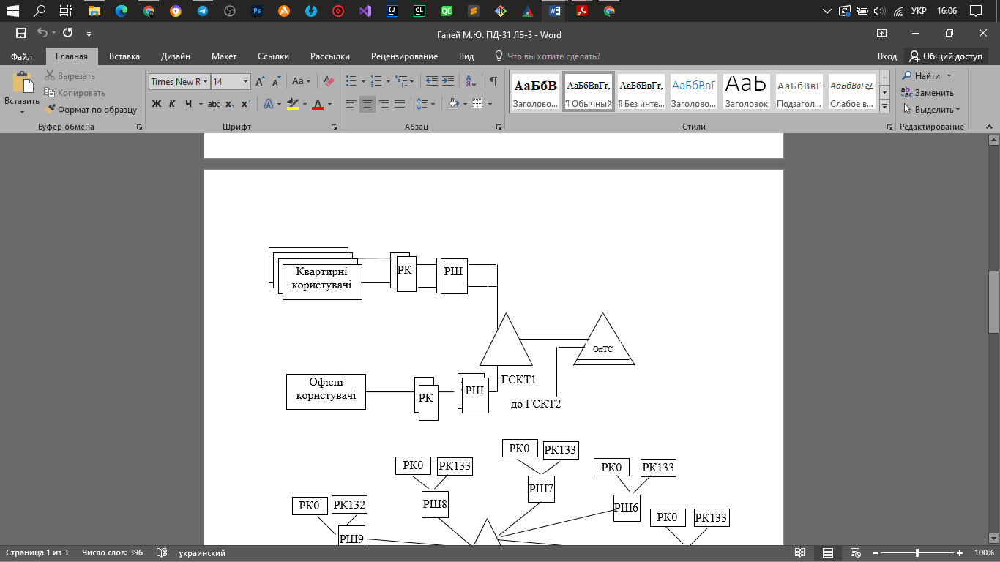 УКР
16:06
Гапей М.Ю. ПД-31 ЛБ-3 - Word
Файл
Главная
Вставка
Дизайн
Макет
Ссылки
Рассылки
Рецензирование
Вид
Что вы хотите сделать?
Вход
Общий доступ
Вставить
Вырезать
Копировать
Формат по образцу
Буфер обмена
Times New R
14
Aa
Ж К Ч abc x₂ x²
Шрифт
Абзац
АаБбВ
Заголово...
АаБбВвГг,
¶ Обычный
АаБбВвГг,
¶ Без инте...
АаБбВвГ
Заголово...
АаЬ
Заголовок
АаБбВвГ
Подзагол...
АаБбВвГгД
Слабое в...
Стили
Найти
Заменить
Выделить
Редактирование
Квартирні
користувачі
РК
РШ
ОпТС
Офісні
користувачі
РК
РШ
ГСКТ1
до ГСКТ2
РК0
РК133
РШ7
РК0
РК133
РШ8
РК0
РК133
РШ6
РК0
РК132
РШ9
РК0
РК133
Страница 1 из 3
Число слов: 396
украинский
100%